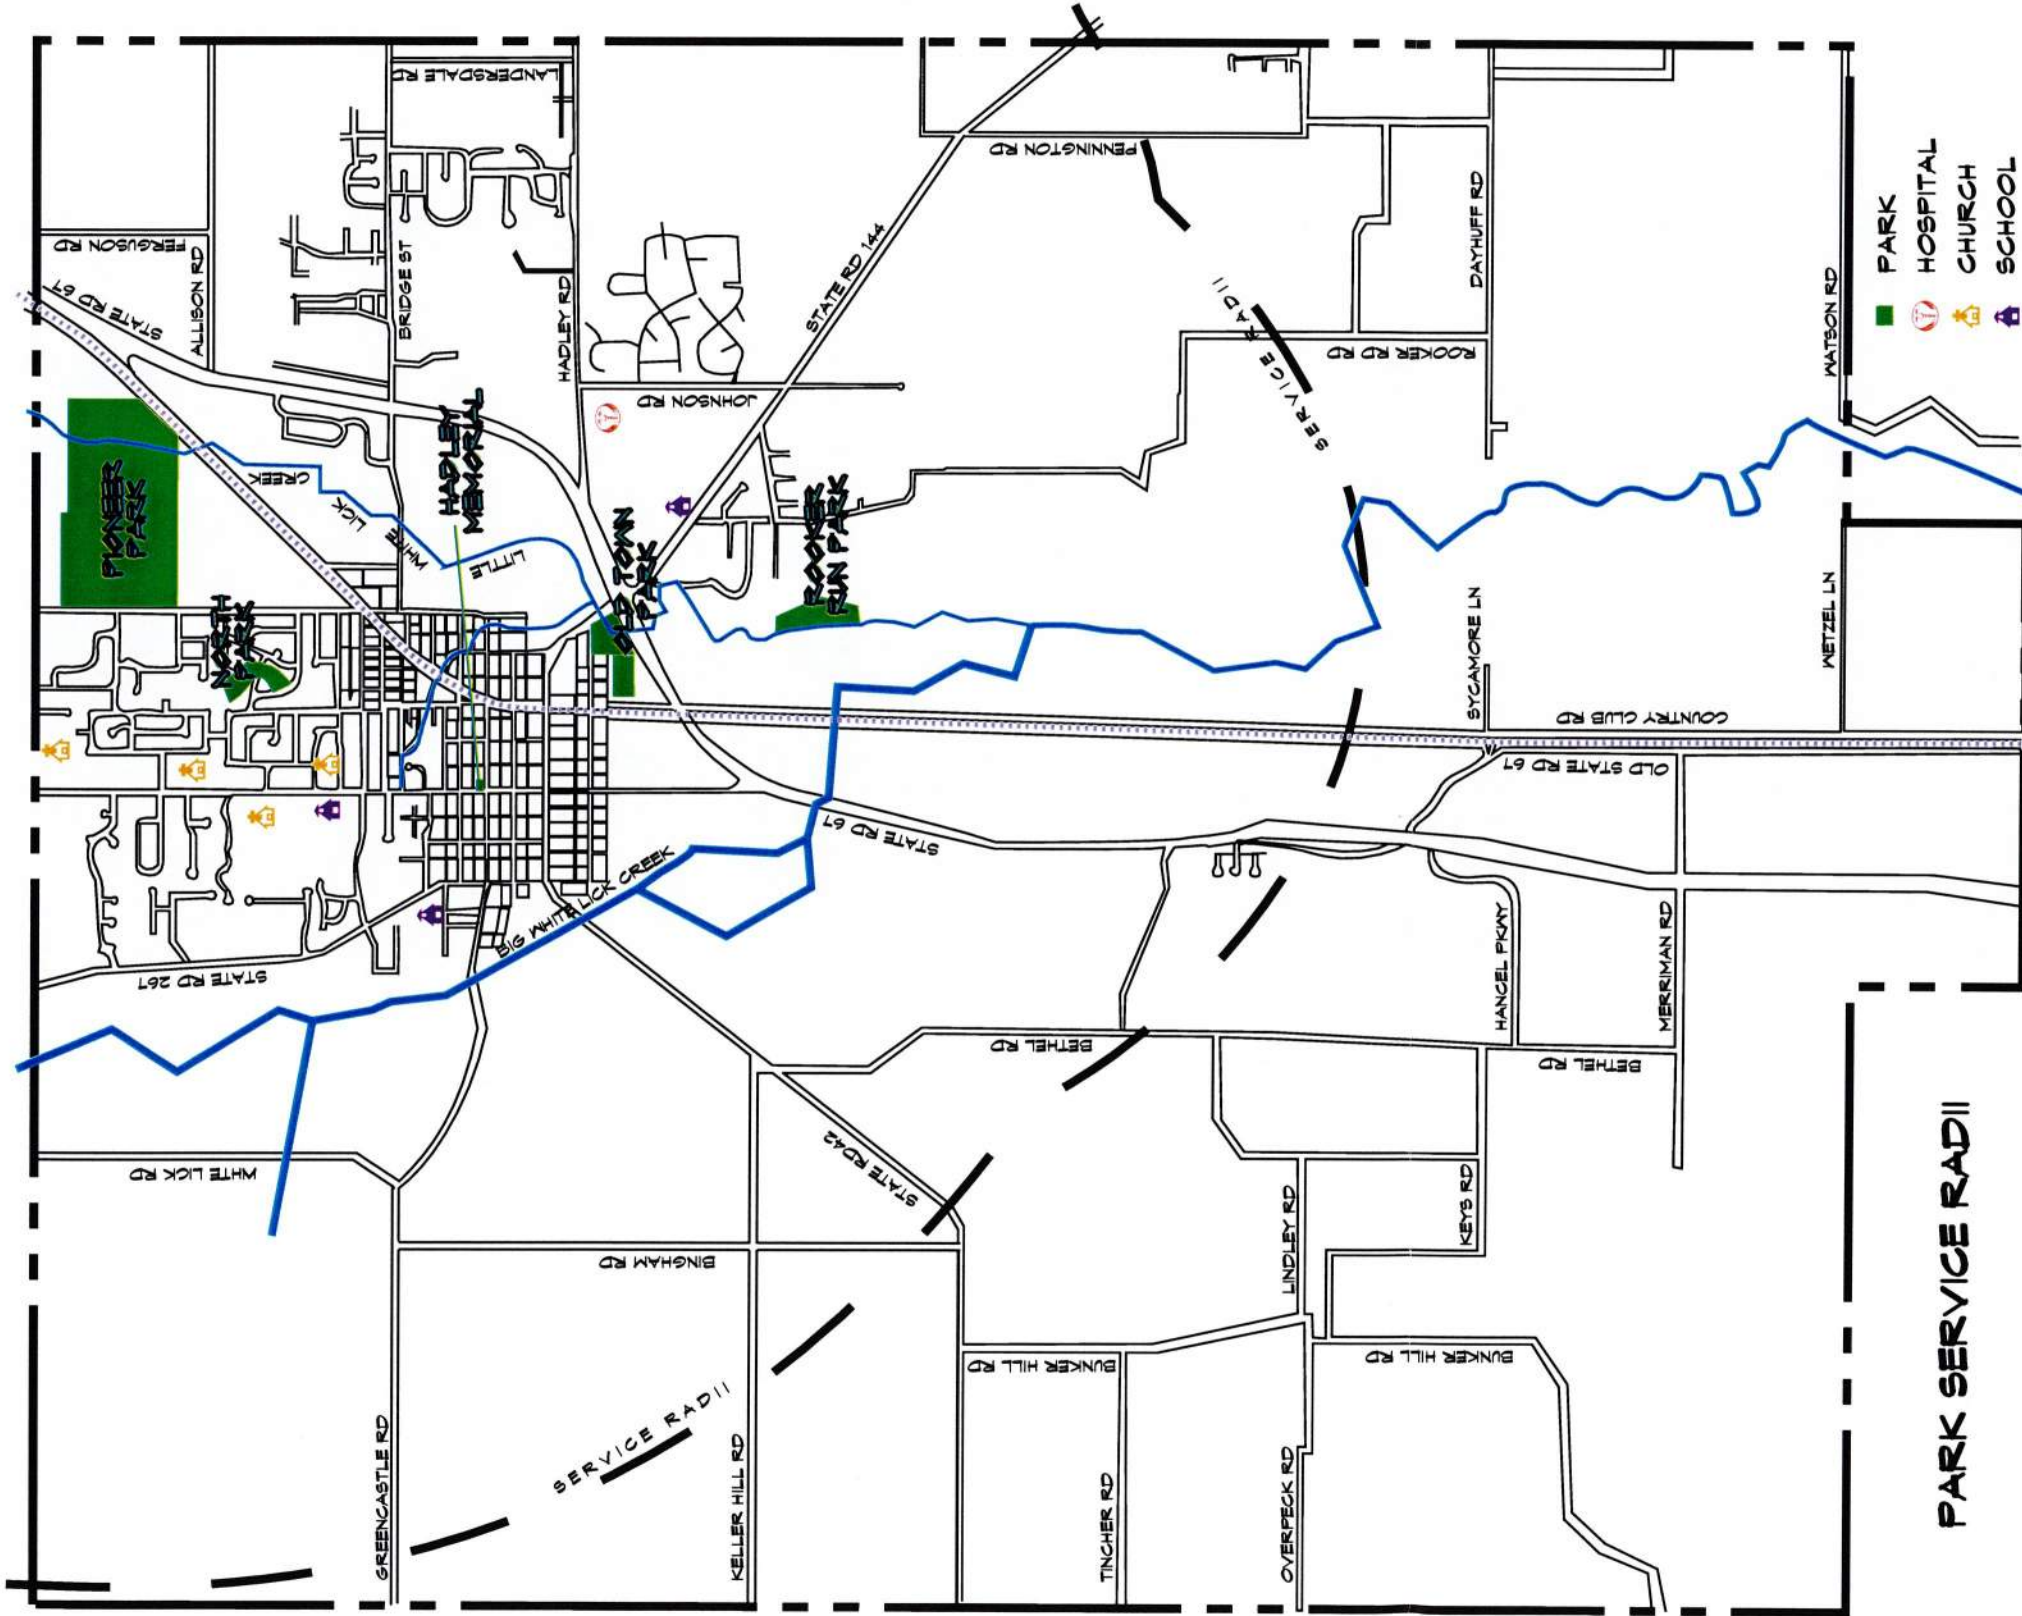 PIONEER
PARK
FERGUSON RD
STATE RD 67
ALLISON RD
NORTH
PARK
WHTE LICK RD
STATE RD 267
CREEK
LICK
WHITE
LITTLE
GREENCASTLE RD
BRIDGE ST
LANDERSDALE RD
HADLEY
MEMORIAL
BIG WHITE LICK CREEK
HADLEY RD
SERVICE RADII
BINGHAM RD
OLD TOWN
PARK
JOHNSON RD
KELLER HILL RD
STATE RD 144
ROOKER
RUN PARK
STATE RD 42
STATE RD 67
BETHEL RD
PENNINGTON RD
BUNKER HILL RD
TINCHER RD
SERVICE RADII
OVERPECK RD
LINDLEY RD
ROOKER RD RD
BUNKER HILL RD
KEYS RD
SYCAMORE LN
DAYHUFF RD
HANCEL PKWY
BETHEL RD
OLD STATE RD 67
COUNTRY CLUB RD
MERRIMAN RD
WETZEL LN
WATSON RD
PARK
HOSPITAL
CHURCH
SCHOOL
PARK SERVICE RADII